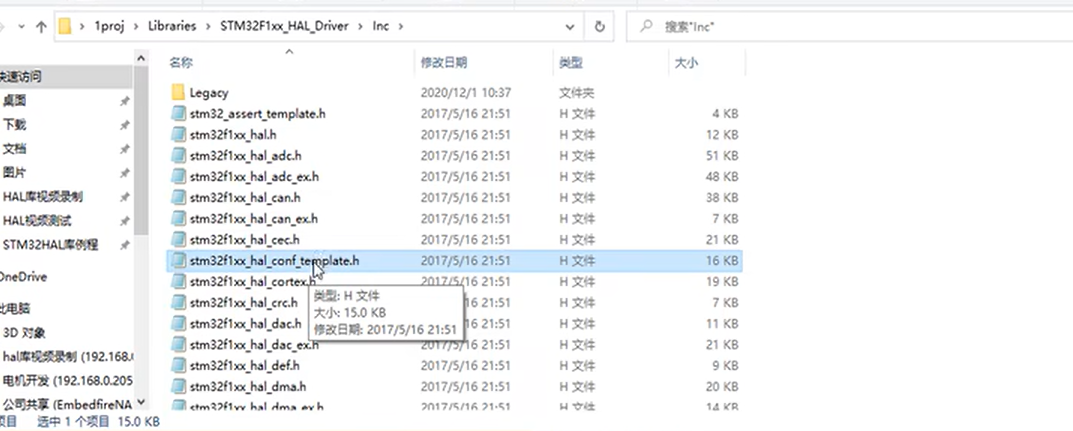 1proj > Libraries > STM32F1xx_HAL_Driver > Inc >
搜索"Inc"
名称 修改日期 类型 大小
快速访问
桌面
下载
文档
图片
HAL库视频录制
HAL视频测试
STM32HAL库例程
OneDrive
此电脑
3D 对象
hal库视频录制 (192.168.
电机开发 (192.168.0.205
公司共享 (EmbedfireNA
Legacy 2020/12/1 10:37 文件夹
stm32_assert_template.h 2017/5/16 21:51 H 文件 4 KB
stm32f1xx_hal.h 2017/5/16 21:51 H 文件 12 KB
stm32f1xx_hal_adc.h 2017/5/16 21:51 H 文件 51 KB
stm32f1xx_hal_adc_ex.h 2017/5/16 21:51 H 文件 48 KB
stm32f1xx_hal_can.h 2017/5/16 21:51 H 文件 38 KB
stm32f1xx_hal_can_ex.h 2017/5/16 21:51 H 文件 7 KB
stm32f1xx_hal_cec.h 2017/5/16 21:51 H 文件 21 KB
stm32f1xx_hal_conf_template.h 2017/5/16 21:51 H 文件 16 KB
stm32f1xx_hal_cortex.h 2017/5/16 21:51 H 文件 19 KB
stm32f1xx_hal_crc.h 21:51 H 文件 7 KB
stm32f1xx_hal_dac.h 21:51 H 文件 11 KB
stm32f1xx_hal_dac_ex.h 2017/5/16 21:51 H 文件 21 KB
stm32f1xx_hal_def.h 2017/5/16 21:51 H 文件 9 KB
stm32f1xx_hal_dma.h 2017/5/16 21:51 H 文件 20 KB
stm32f1xx_hal_dma_ex.h 2017/5/16 21:51 H 文件 14 KB
类型: H 文件
大小: 15.0 KB
修改日期: 2017/5/16 21:51
项目 选中 1 个项目 15.0 KB